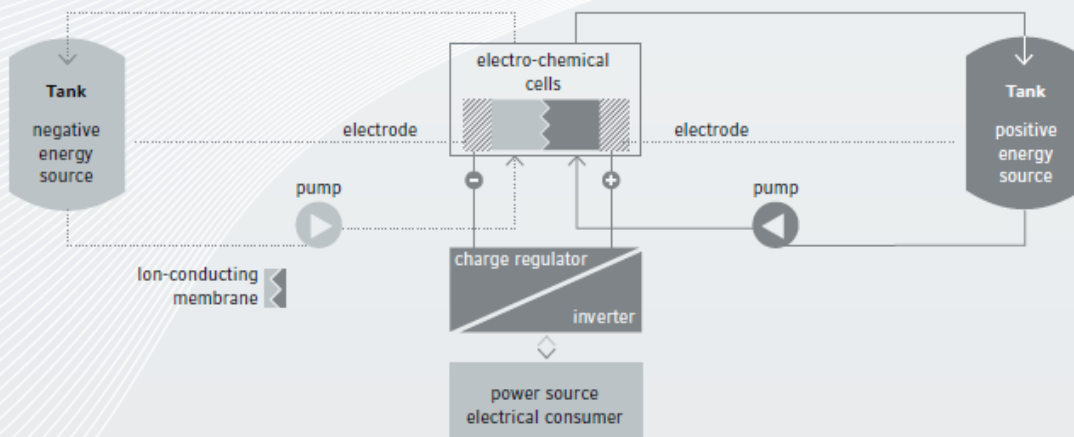 electro-chemical
cells
Tank
negative
energy
source
electrode
electrode
Tank
positive
energy
source
pump
pump
−
+
Ion-conducting
membrane
charge regulator
inverter
power source
electrical consumer